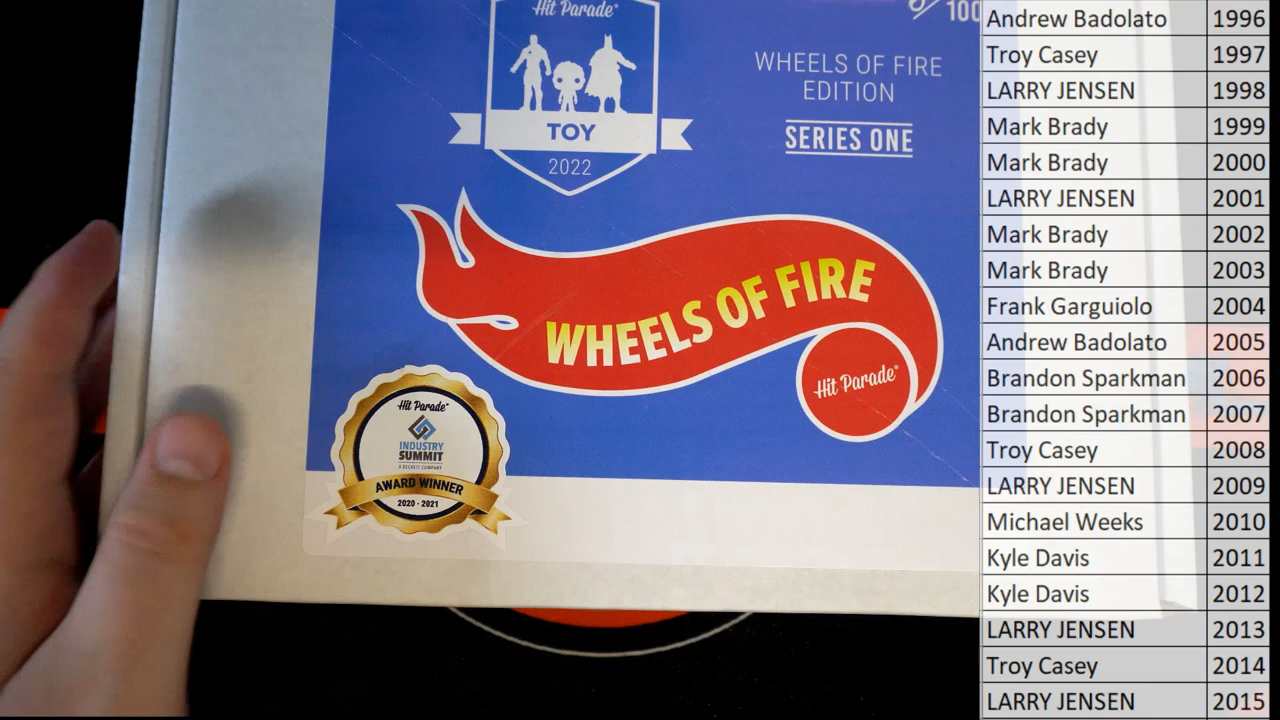 Hit Parade®
TOY
2022
/100
WHEELS OF FIRE
EDITION
SERIES ONE
WHEELS OF FIRE
Hit Parade®
Hit Parade®
INDUSTRY
SUMMIT
A BECKETT COMPANY
AWARD WINNER
2020 - 2021
Andrew Badolato 1996
Troy Casey 1997
LARRY JENSEN 1998
Mark Brady 1999
Mark Brady 2000
LARRY JENSEN 2001
Mark Brady 2002
Mark Brady 2003
Frank Garguiolo 2004
Andrew Badolato 2005
Brandon Sparkman 2006
Brandon Sparkman 2007
Troy Casey 2008
LARRY JENSEN 2009
Michael Weeks 2010
Kyle Davis 2011
Kyle Davis 2012
LARRY JENSEN 2013
Troy Casey 2014
LARRY JENSEN 2015